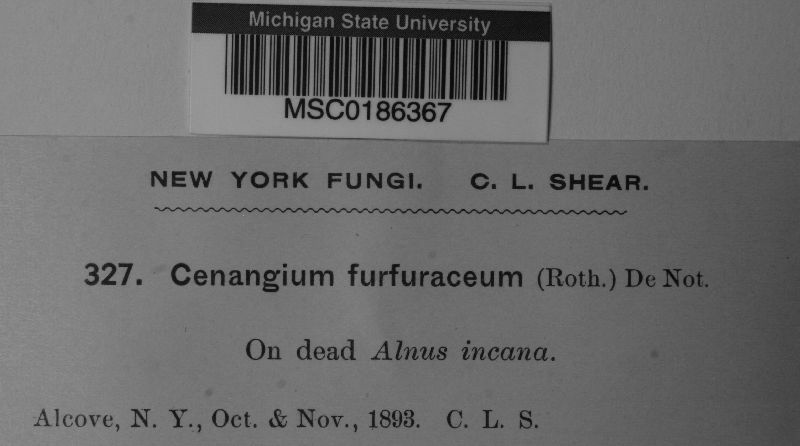 Michigan State University
MSC0186367
NEW YORK FUNGI. C. L. SHEAR.
327. Cenangium furfuraceum (Roth.) De Not.
On dead Alnus incana.
Alcove, N. Y., Oct. & Nov., 1893. C. L. S.